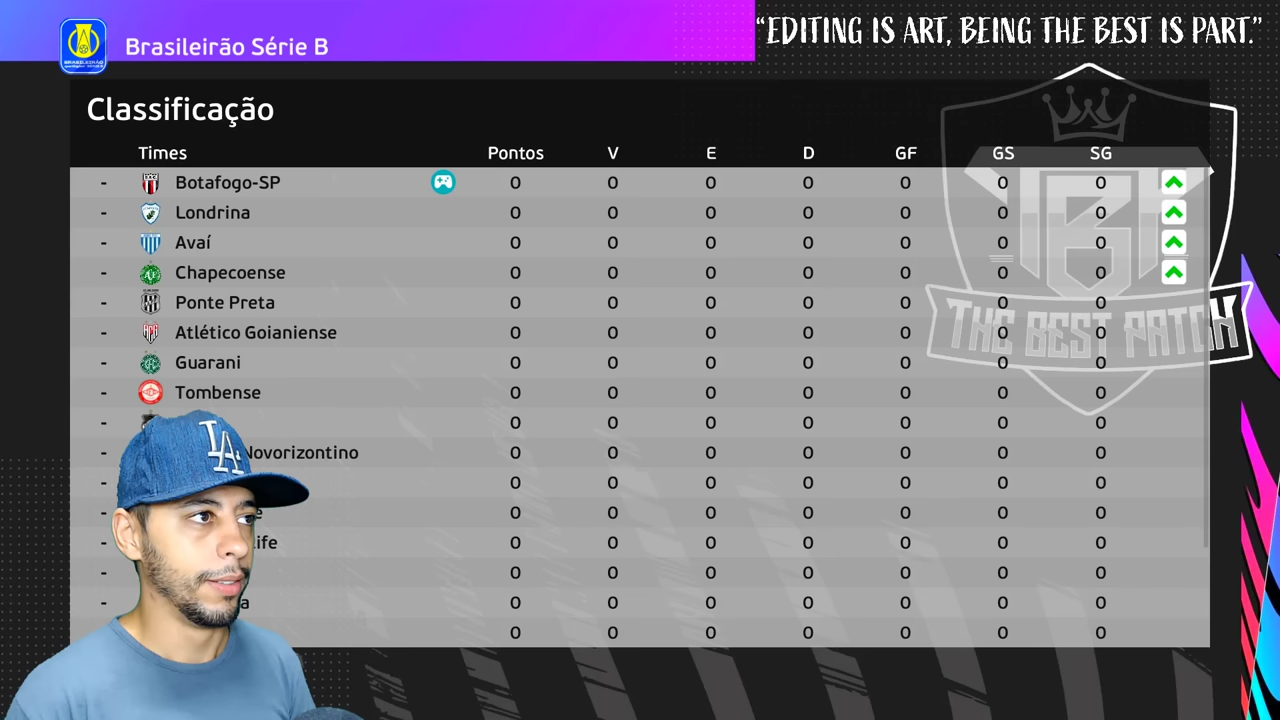 Brasileirão Série B
"EDITING IS ART, BEING THE BEST IS PART."
Classificação
Times Pontos V E D GF GS SG
- Botafogo-SP 0 0 0 0 0 0 0
- Londrina 0 0 0 0 0 0 0
- Avaí 0 0 0 0 0 0 0
- Chapecoense 0 0 0 0 0 0 0
- Ponte Preta 0 0 0 0 0 0 0
- Atlético Goianiense 0 0 0 0 0 0 0
- Guarani 0 0 0 0 0 0 0
- Tombense 0 0 0 0 0 0 0
- 0 0 0 0 0 0 0
- Novorizontino 0 0 0 0 0 0 0
- 0 0 0 0 0 0 0
- 0 0 0 0 0 0 0
- 0 0 0 0 0 0 0
- 0 0 0 0 0 0 0
- 0 0 0 0 0 0 0
0 0 0 0 0 0 0
THE BEST PATCH
LA